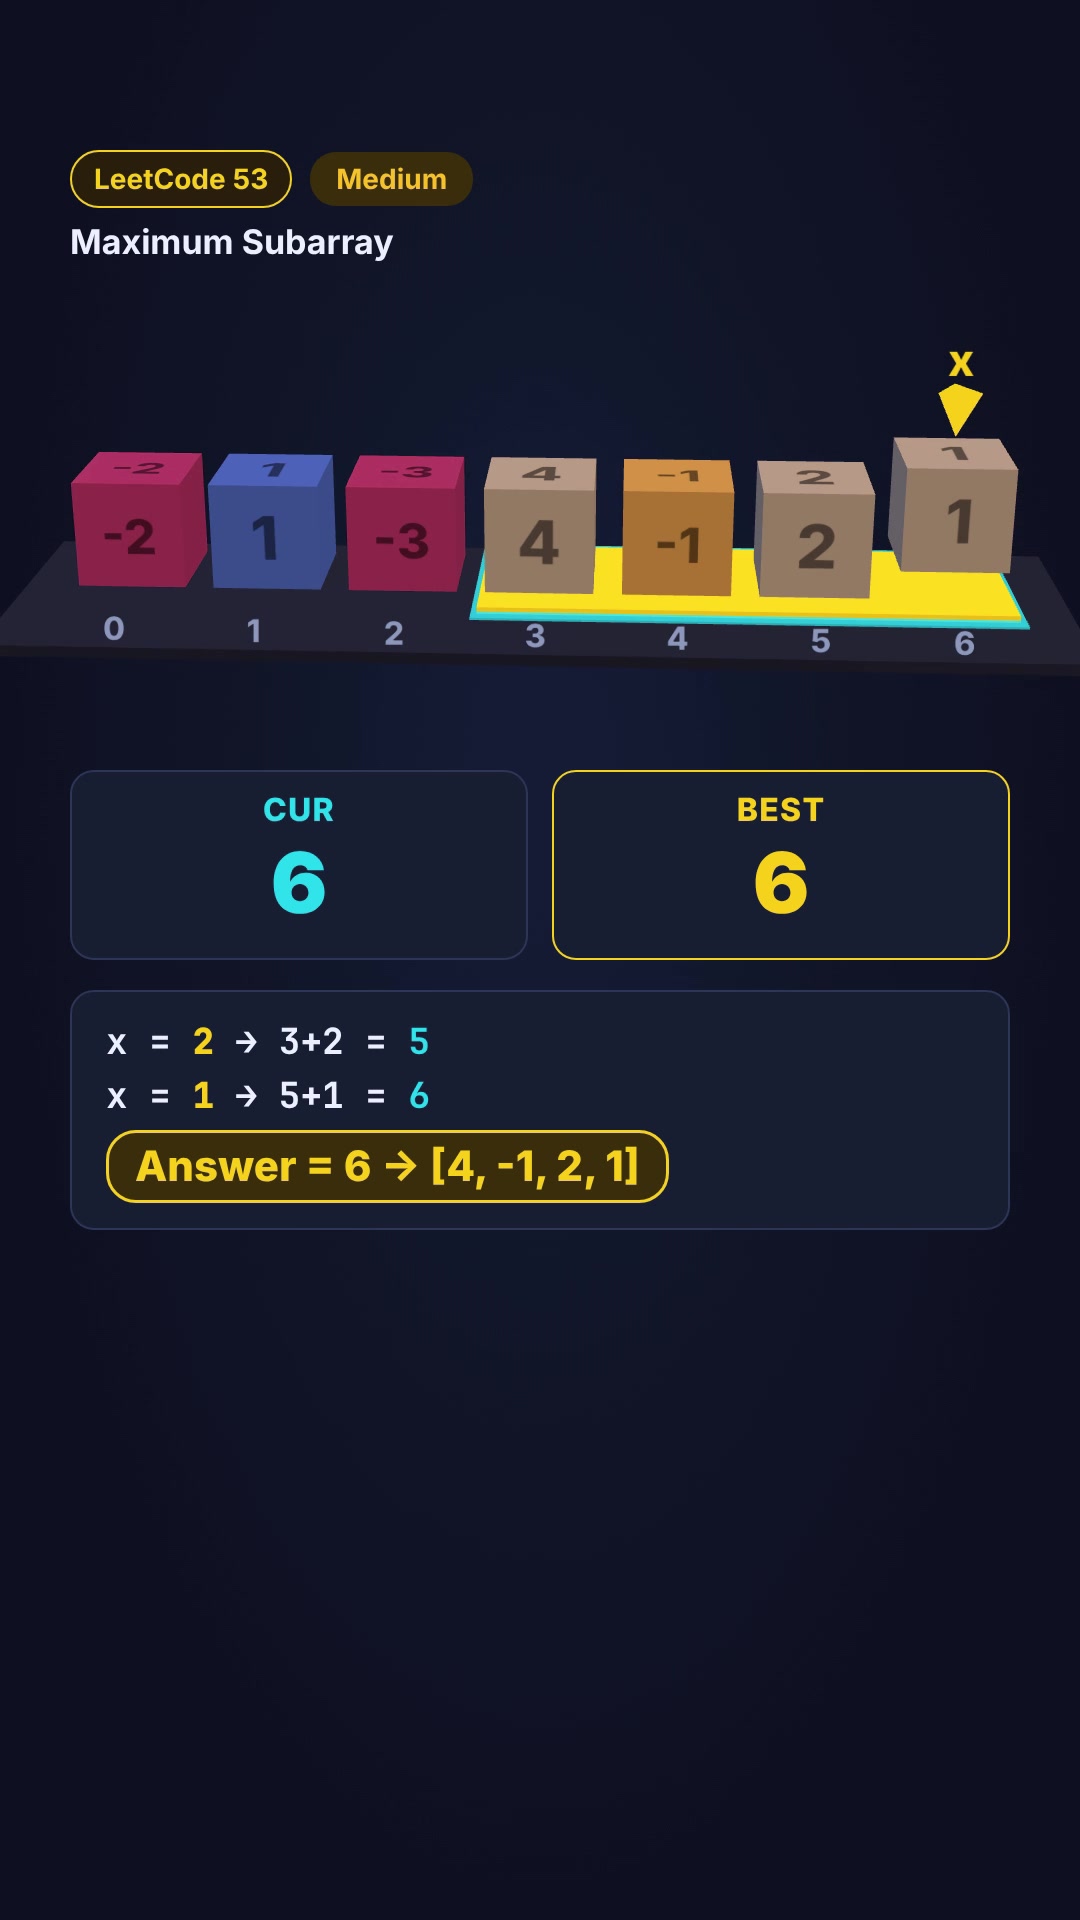 LeetCode 53 Medium
Maximum Subarray
x
-2 1 -3 4 -1 2 1
-2 1 -3 4 -1 2 1
0 1 2 3 4 5 6
CUR BEST
6 6
x = 2 → 3+2 = 5
x = 1 → 5+1 = 6
Answer = 6 → [4, -1, 2, 1]